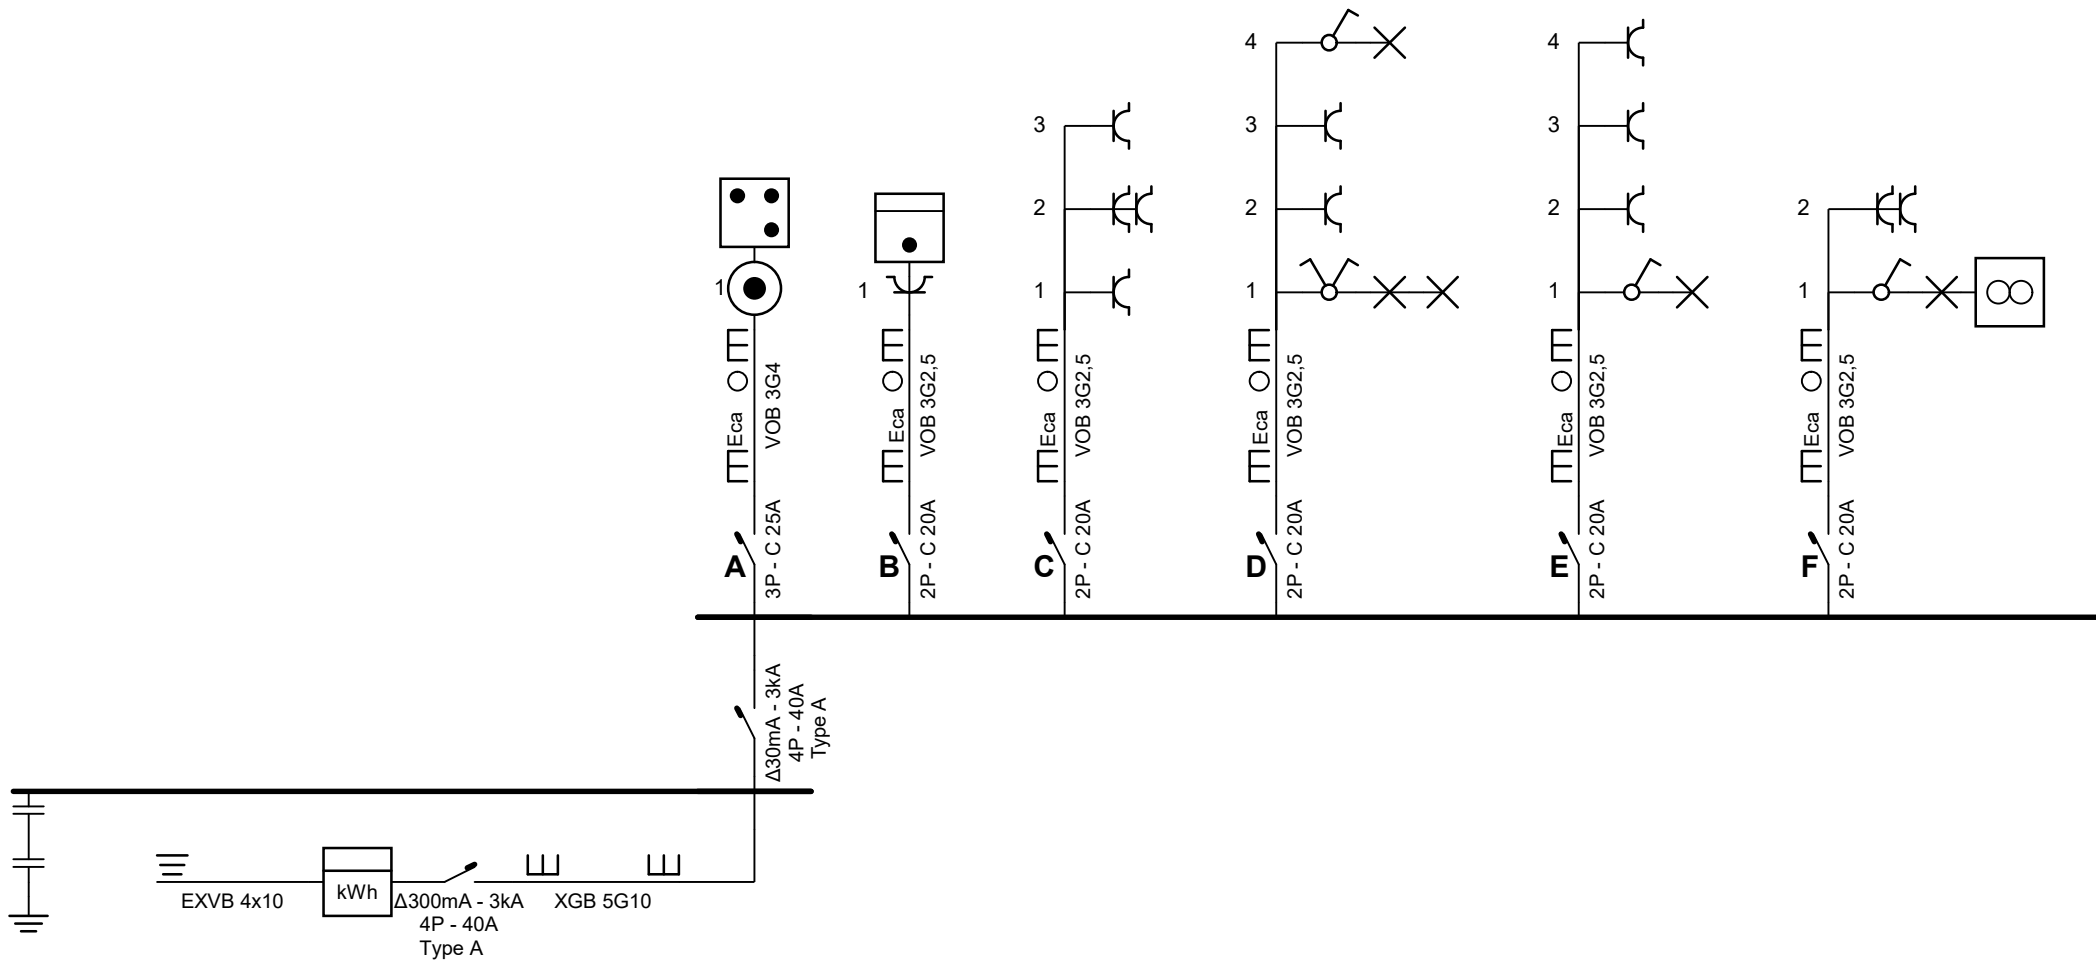 4
4
3
3
3
2
2
2
2
1
1
1
1
1
1
Eca
VOB 3G4
Eca
VOB 3G2,5
Eca
VOB 3G2,5
Eca
VOB 3G2,5
Eca
VOB 3G2,5
Eca
VOB 3G2,5
A
3P - C 25A
B
2P - C 20A
C
2P - C 20A
D
2P - C 20A
E
2P - C 20A
F
2P - C 20A
Δ30mA - 3kA
4P - 40A
Type A
EXVB 4x10
kWh
Δ300mA - 3kA
4P - 40A
Type A
XGB 5G10